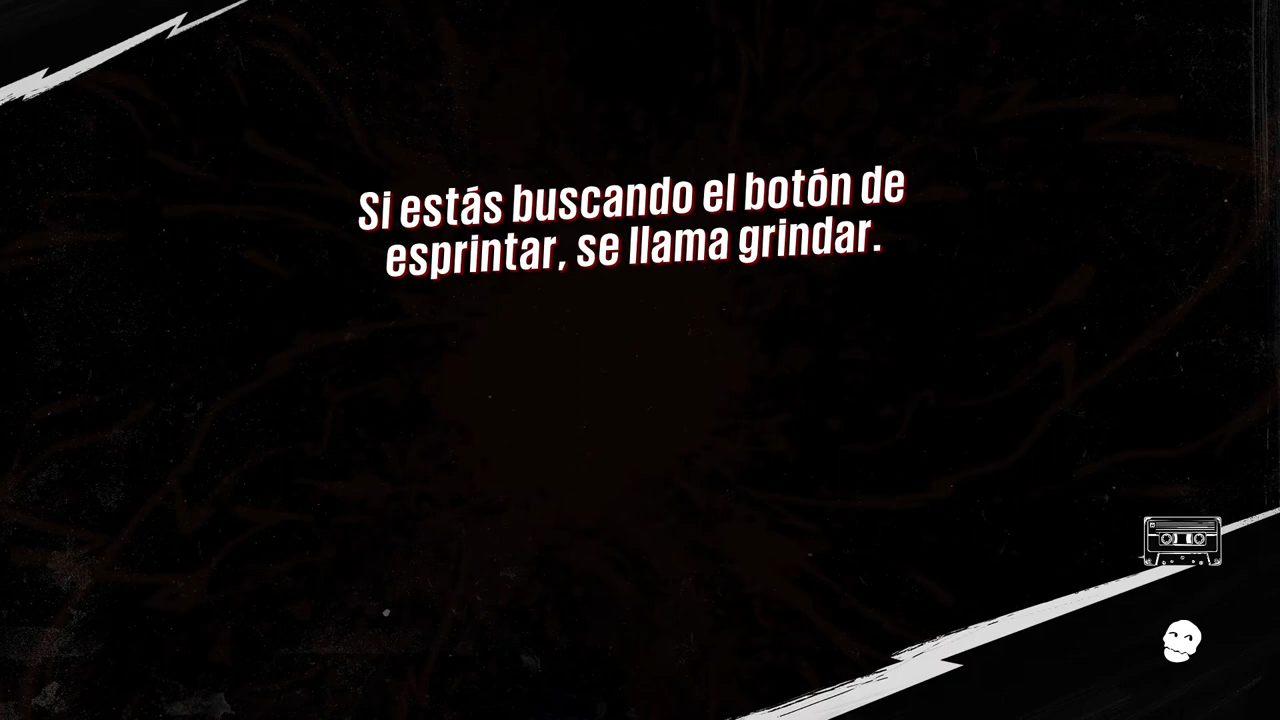 Si estás buscando el botón de
esprintar, se llama grindar.